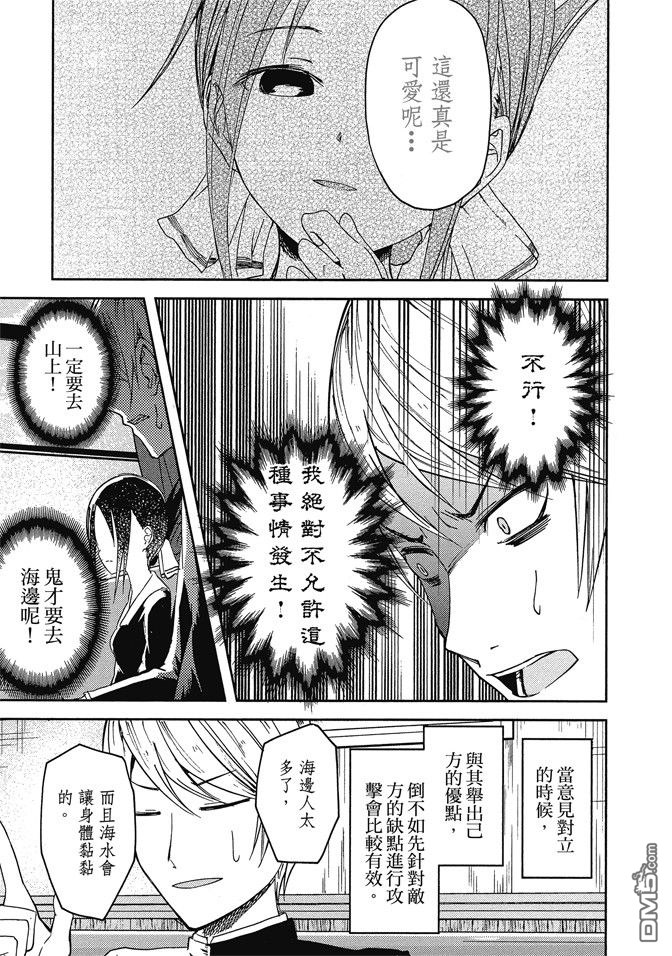 這還真是
可愛呢…
不行！
我絕對不允許這
種事情發生！
一定要去
山上！
鬼才要去
海邊呢！
當意見對立
的時候，
與其舉出己
方的優點，
倒不如先針對敵
方的缺點進行攻
擊會比較有效。
海邊人太
多了，
而且海水會
讓身體黏黏
的。
DM5.com